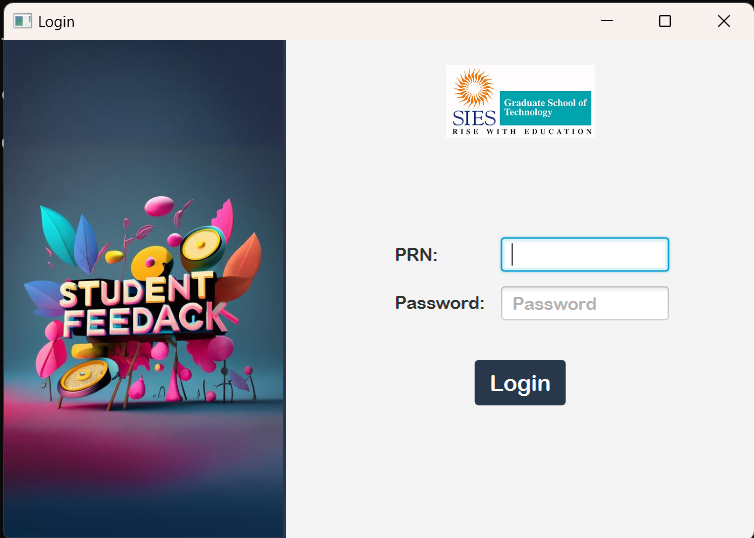 Login
STUDENT
FEEDACK
SIES
Graduate School of
Technology
RISE WITH EDUCATION
PRN:
Password:
Password
Login